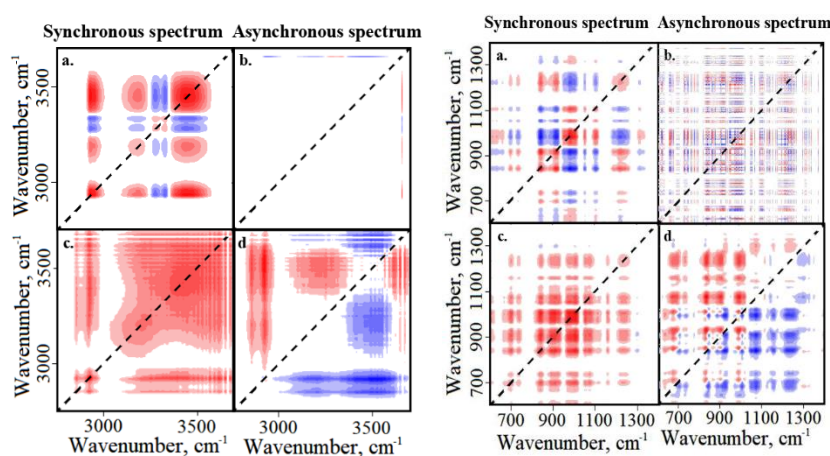 Synchronous spectrum Asynchronous spectrum
a. b.
Wavenumber, cm-1
3500
3000
c. d
Wavenumber, cm-1
3500
3000
3000 3500 3000 3500
Wavenumber, cm-1 Wavenumber, cm-1
Synchronous spectrum Asynchronous spectrum
a. b.
Wavenumber, cm-1
1300
1100
900
700
c. d.
Wavenumber, cm-1
1300
1100
900
700
700 900 1100 1300 700 900 1100 1300
Wavenumber, cm-1 Wavenumber, cm-1